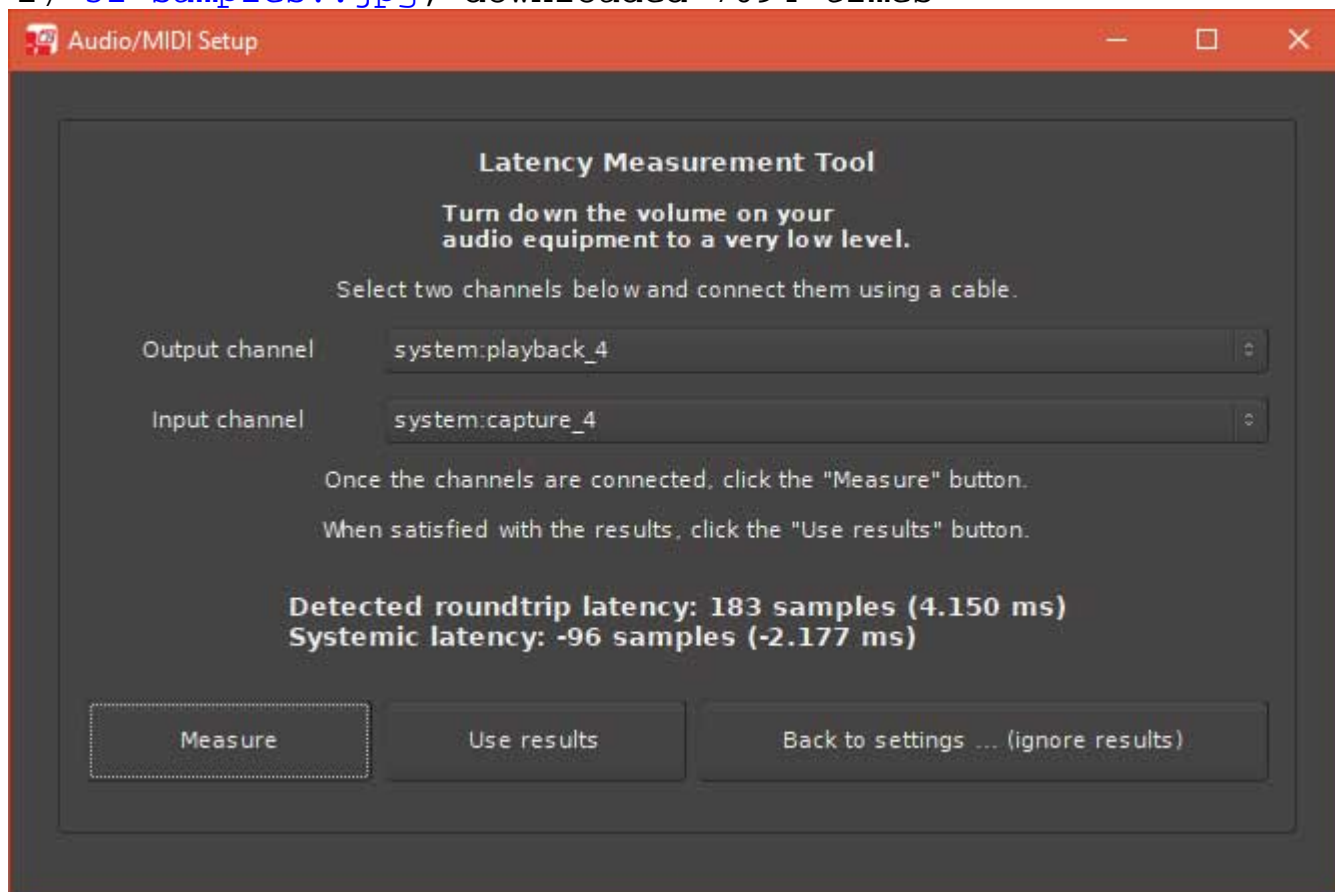 Audio/MIDI Setup
Latency Measurement Tool
Turn down the volume on your
audio equipment to a very low level.
Select two channels below and connect them using a cable.
Output channel system:playback_4
Input channel system:capture_4
Once the channels are connected, click the "Measure" button.
When satisfied with the results, click the "Use results" button.
Detected roundtrip latency: 183 samples (4.150 ms)
Systemic latency: -96 samples (-2.177 ms)
Measure Use results Back to settings ... (ignore results)